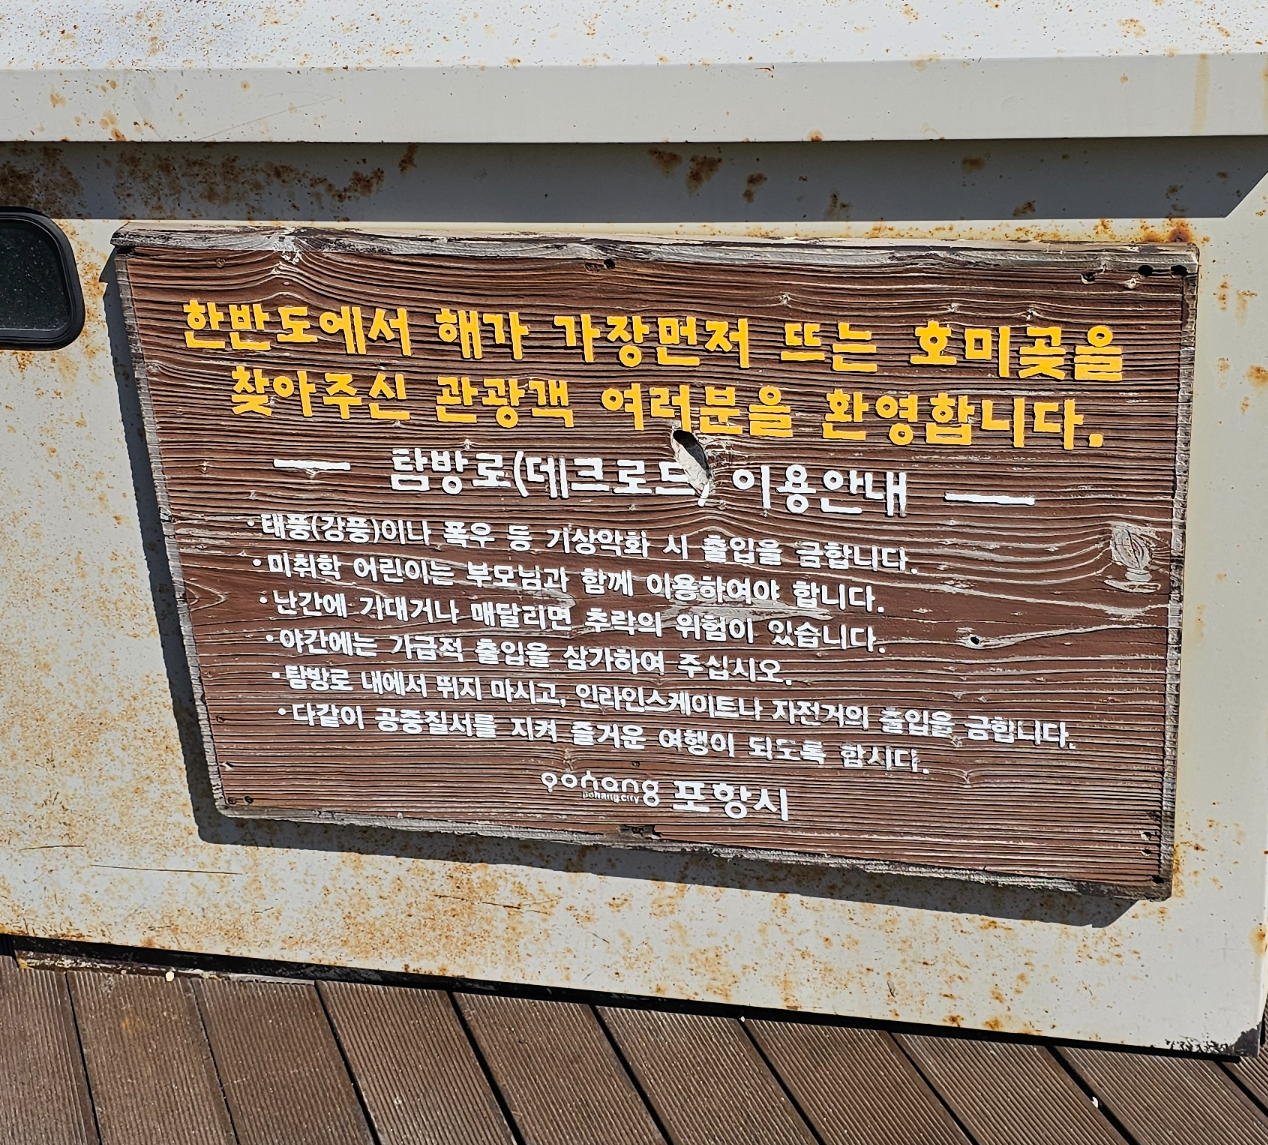 한반도에서 해가 가장먼저 뜨는 호미곶을
찾아주신 관광객 여러분을 환영합니다.
탐방로(데크로드 이용안내
· 태풍(강풍)이나 폭우 등 기상악화 시 출입을 금합니다.
· 미취학 어린이는 부모님과 함께 이용하여야 합니다.
· 난간에 기대거나 매달리면 추락의 위험이 있습니다.
· 야간에는 가급적 출입을 삼가하여 주십시오.
· 탐방로 내에서 뛰지 마시고, 인라인스케이트나 자전거의 출입을 금합니다.
· 다같이 공중질서를 지켜 즐거운 여행이 되도록 합시다.
pohang 포항시
pohang city